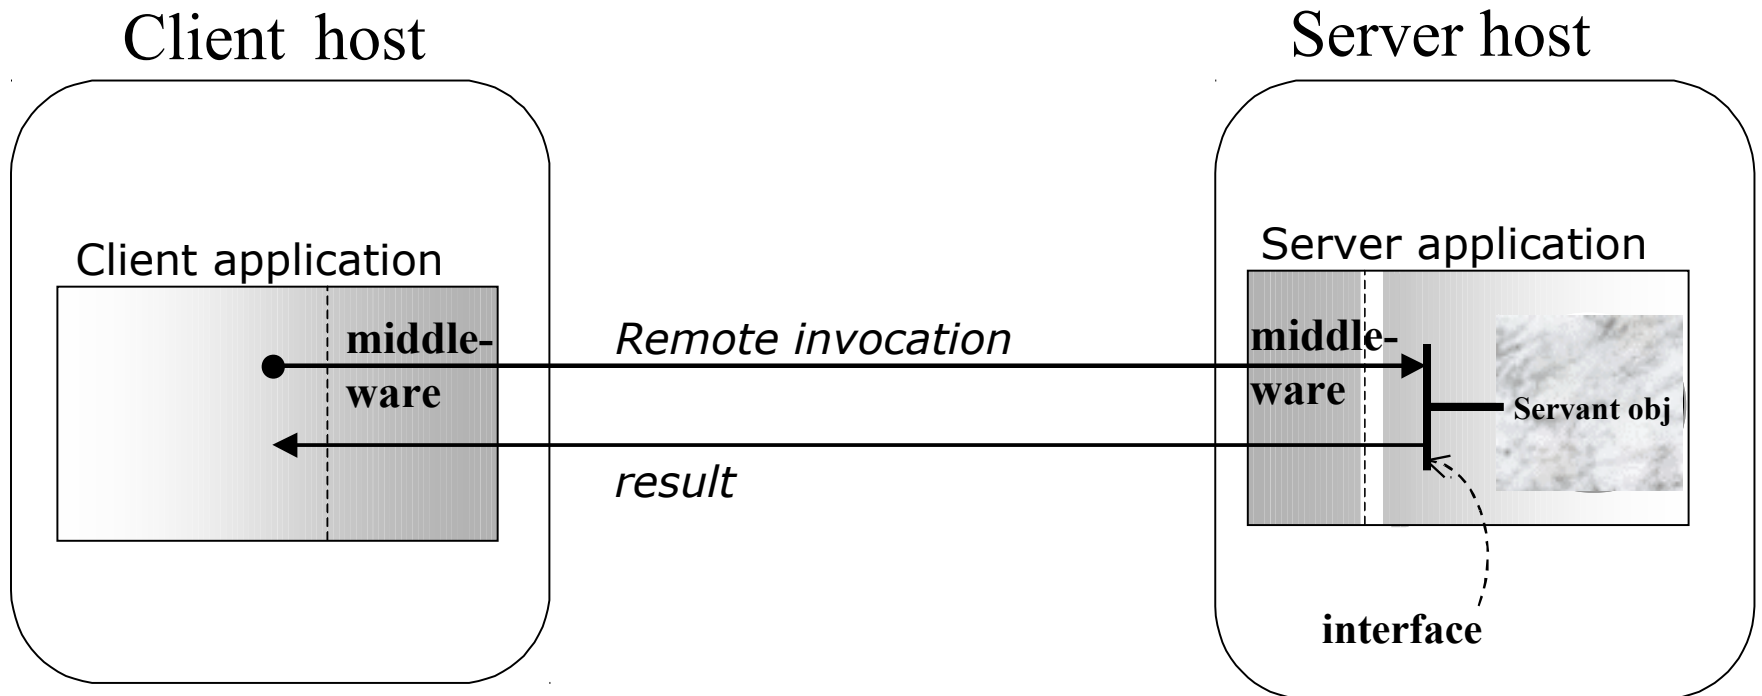 Client host
Server host
Client application
Server application
middle-
ware
Remote invocation
middle-
ware
Servant obj
result
interface